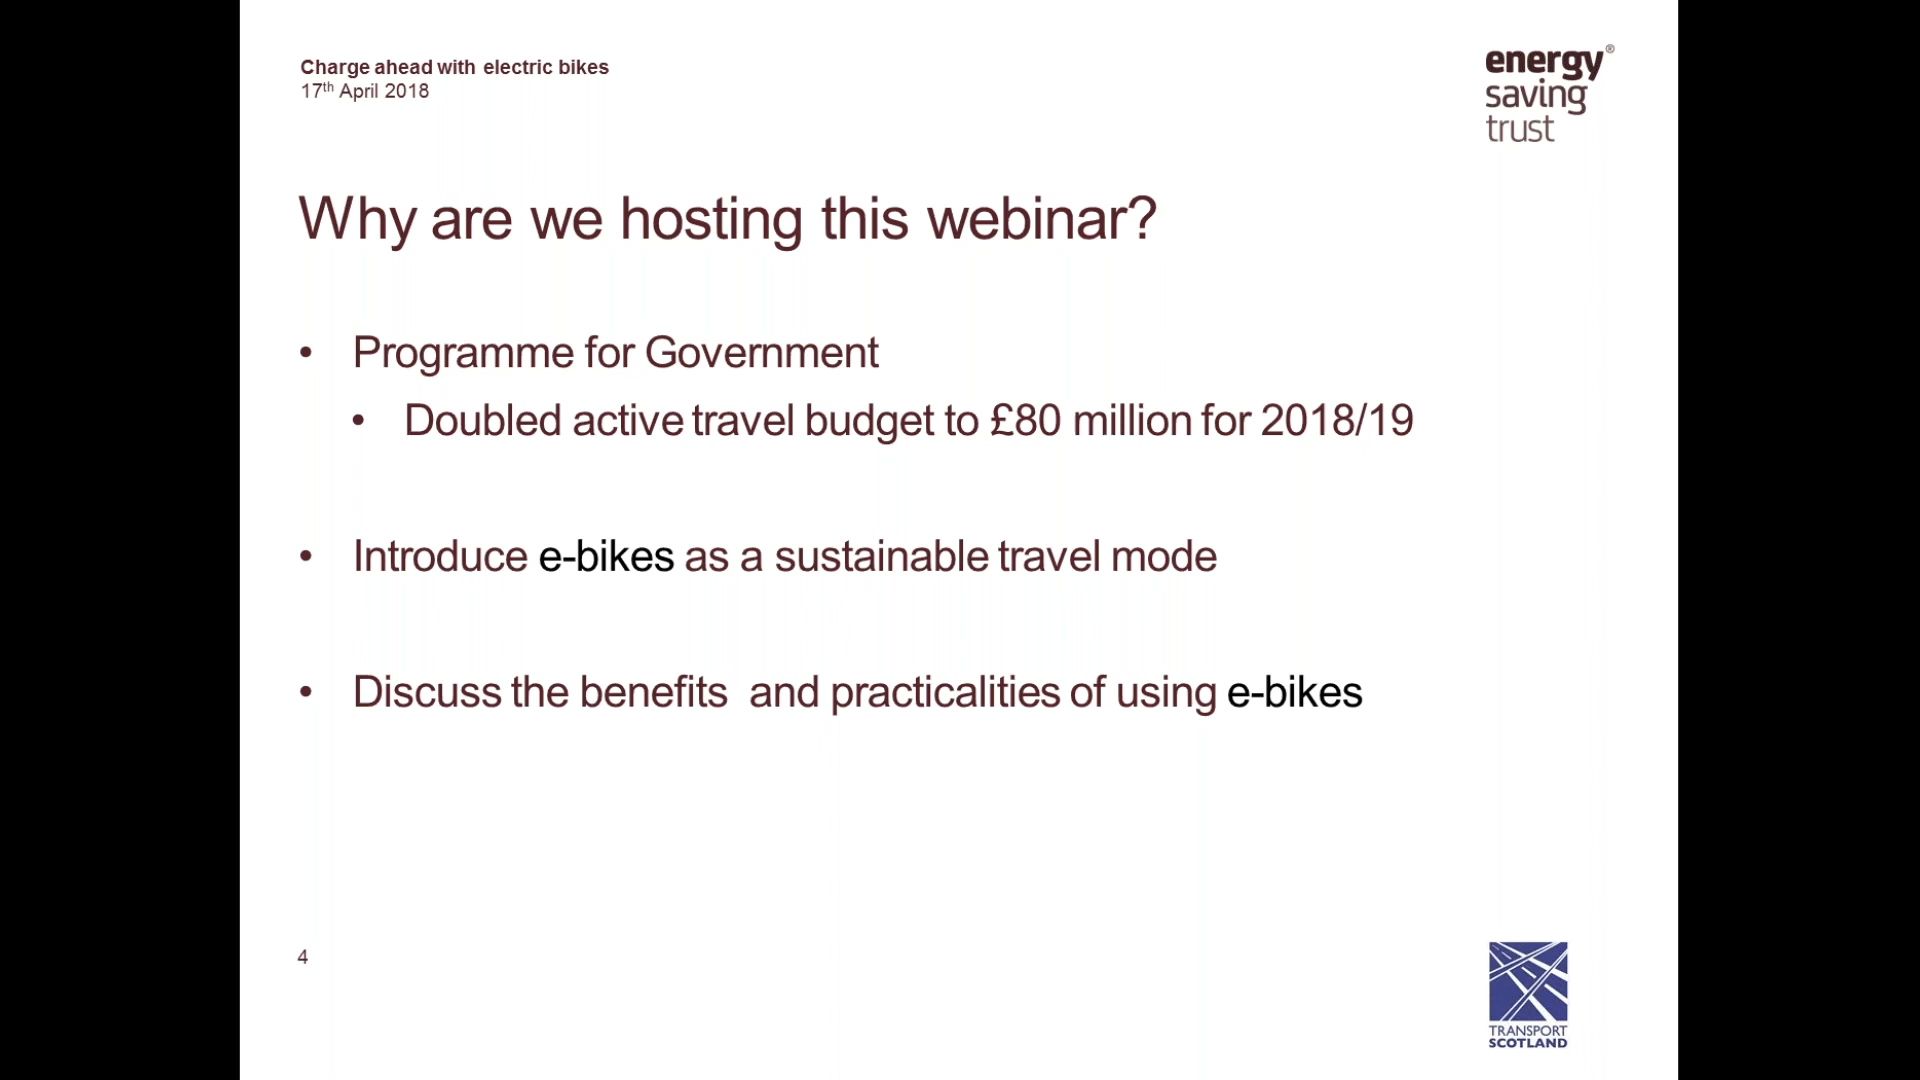 Charge ahead with electric bikes
17th April 2018
energy®
saving
trust
Why are we hosting this webinar?
• Programme for Government
• Doubled active travel budget to £80 million for 2018/19
• Introduce e-bikes as a sustainable travel mode
• Discuss the benefits  and practicalities of using e-bikes
4
TRANSPORT
SCOTLAND